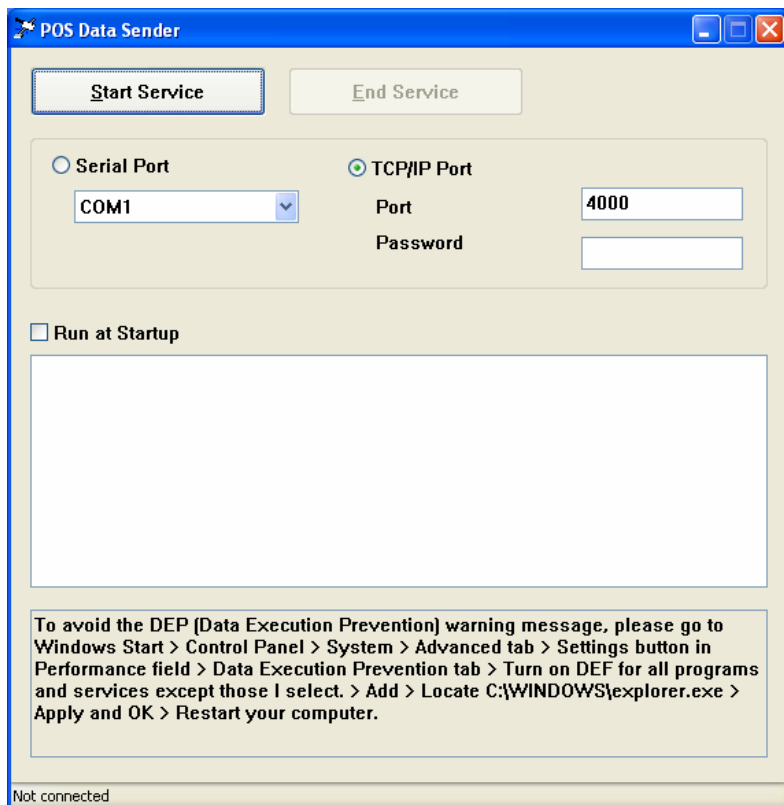 POS Data Sender
Start Service
End Service
Serial Port
TCP/IP Port
COM1
Port
4000
Password
Run at Startup
To avoid the DEP (Data Execution Prevention) warning message, please go to
Windows Start > Control Panel > System > Advanced tab > Settings button in
Performance field > Data Execution Prevention tab > Turn on DEF for all programs
and services except those I select. > Add > Locate C:\WINDOWS\explorer.exe >
Apply and OK > Restart your computer.
Not connected